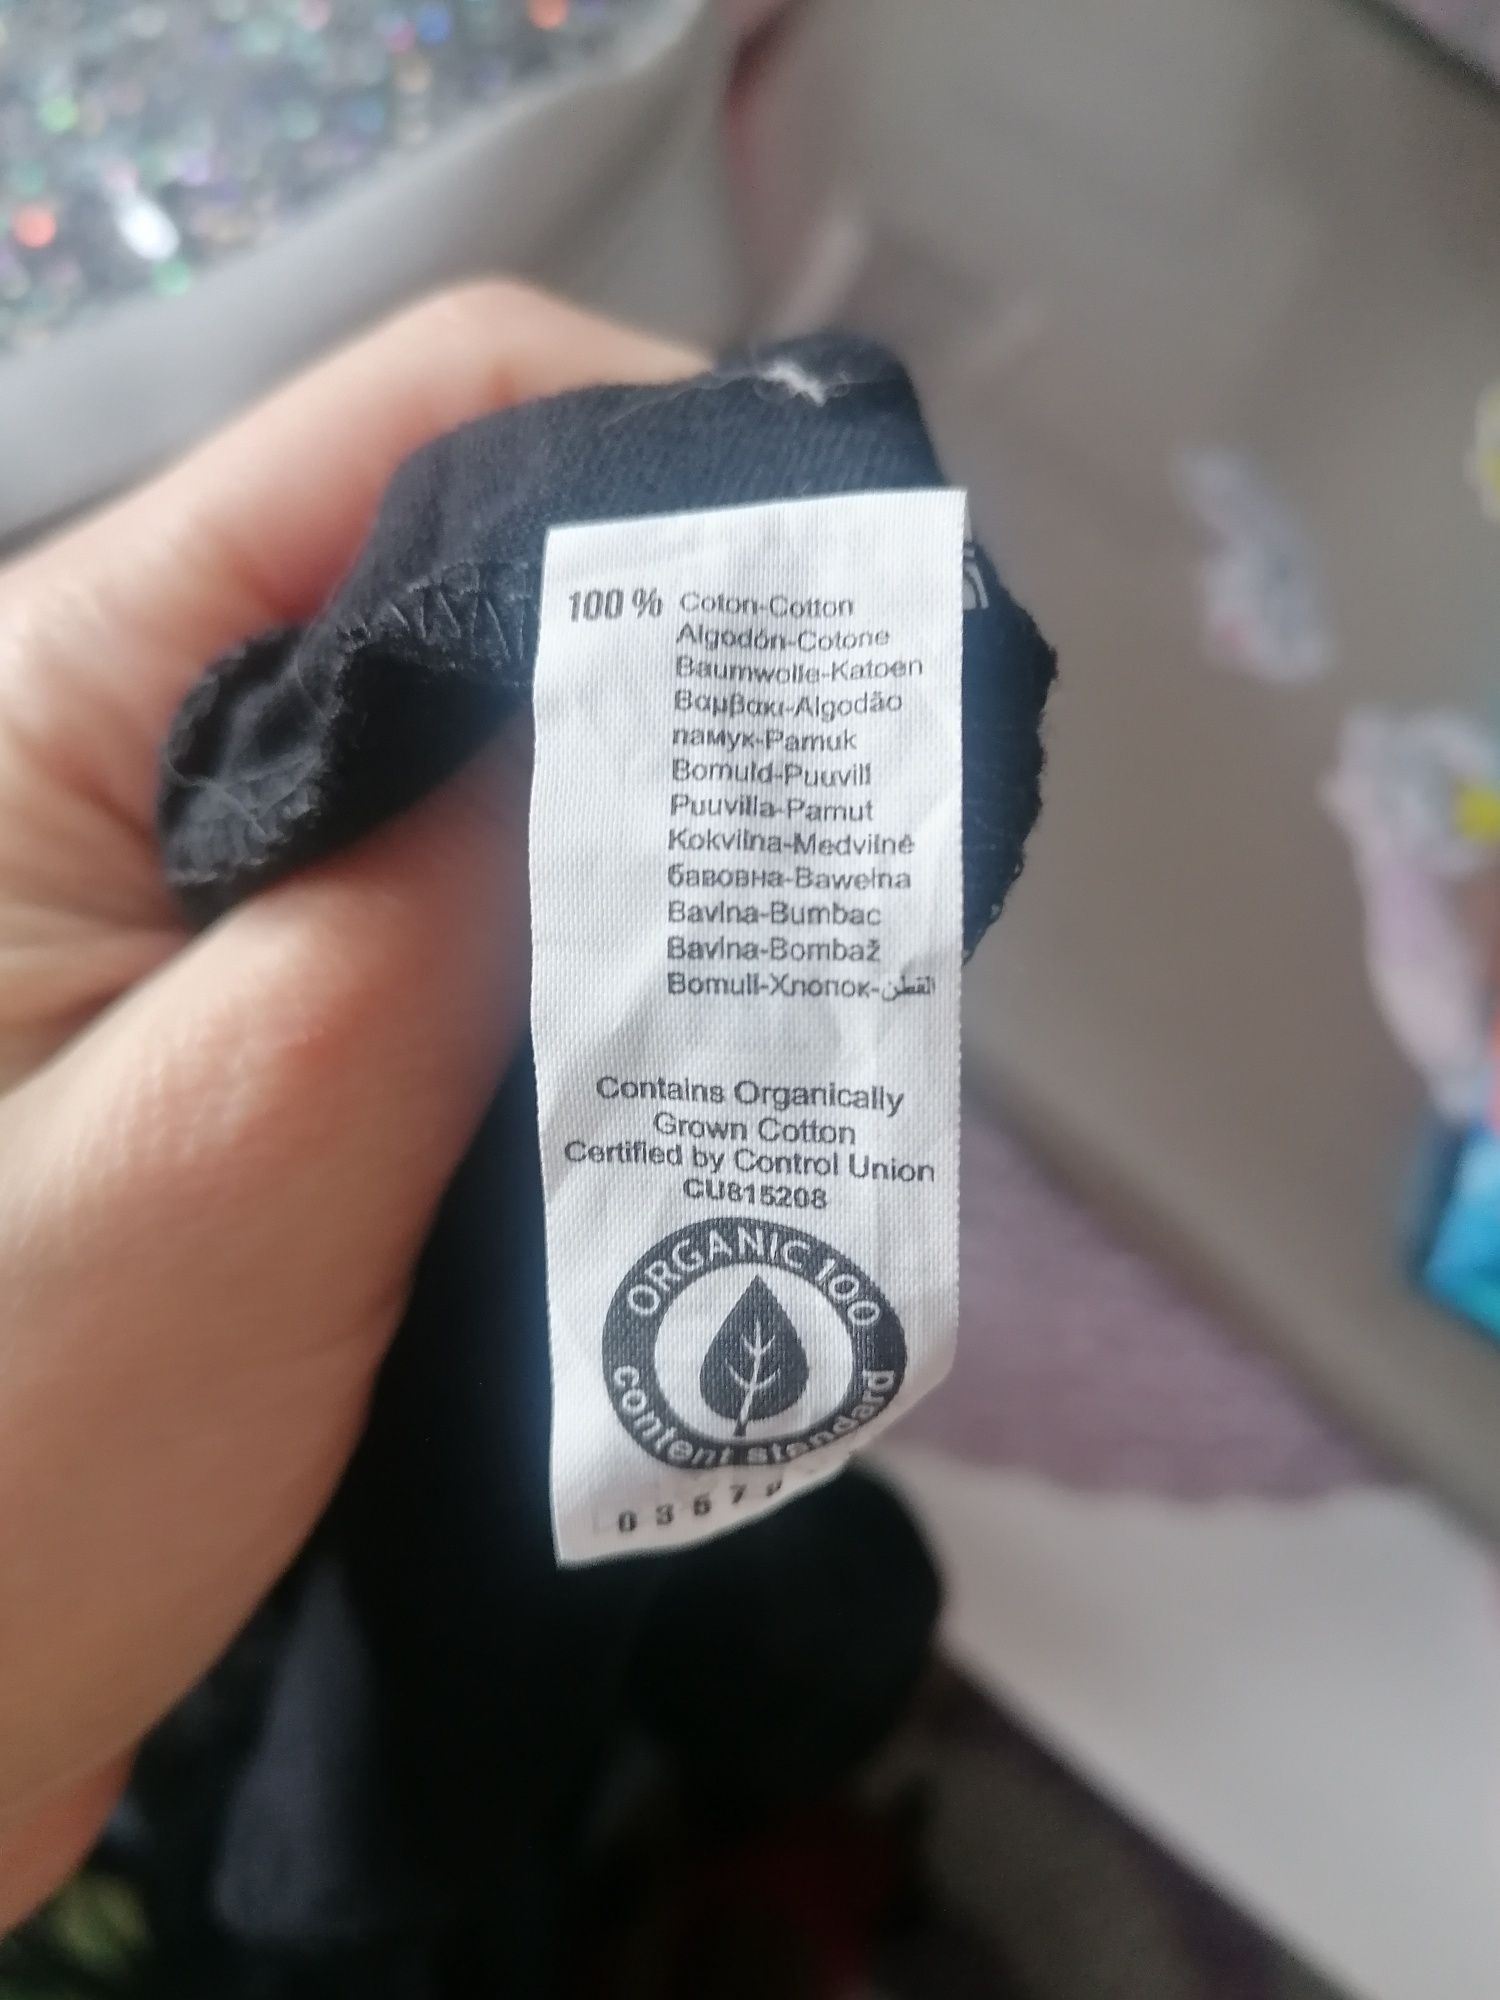 100 % Coton-Cotton
Algodón-Cotone
Baumwolle-Katoen
Βαμβακι-Algodão
памук-Pamuk
Bomuld-Puuvill
Puuvilla-Pamut
Kokvilna-Medvilnė
бавовна-Bawełna
Bavlna-Bumbac
Bavlna-Bombaž
Bomull-Хлопок-القطن
Contains Organically
Grown Cotton
Certified by Control Union
CU815208
ORGANIC 100
content standard